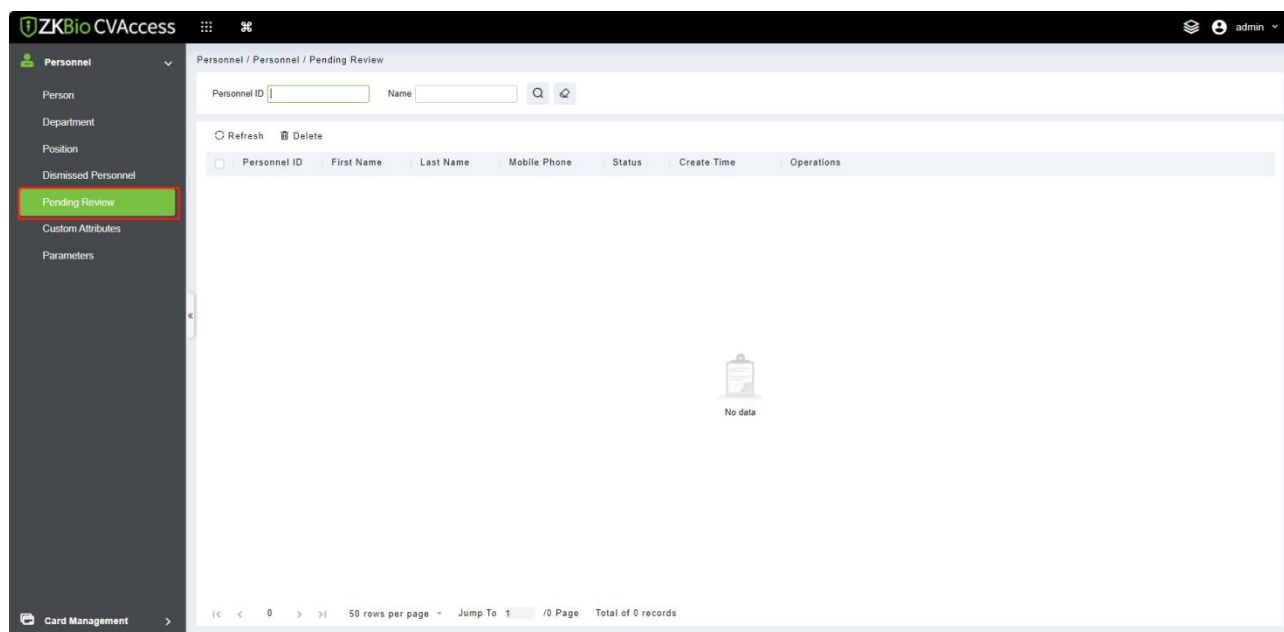 ZKBio CVAccess
admin
Personnel
Person
Department
Position
Dismissed Personnel
Pending Review
Custom Attributes
Parameters
Card Management
Personnel / Personnel / Pending Review
Personnel ID Name
Refresh Delete
Personnel ID First Name Last Name Mobile Phone Status Create Time Operations
No data
0 50 rows per page Jump To 1 /0 Page Total of 0 records